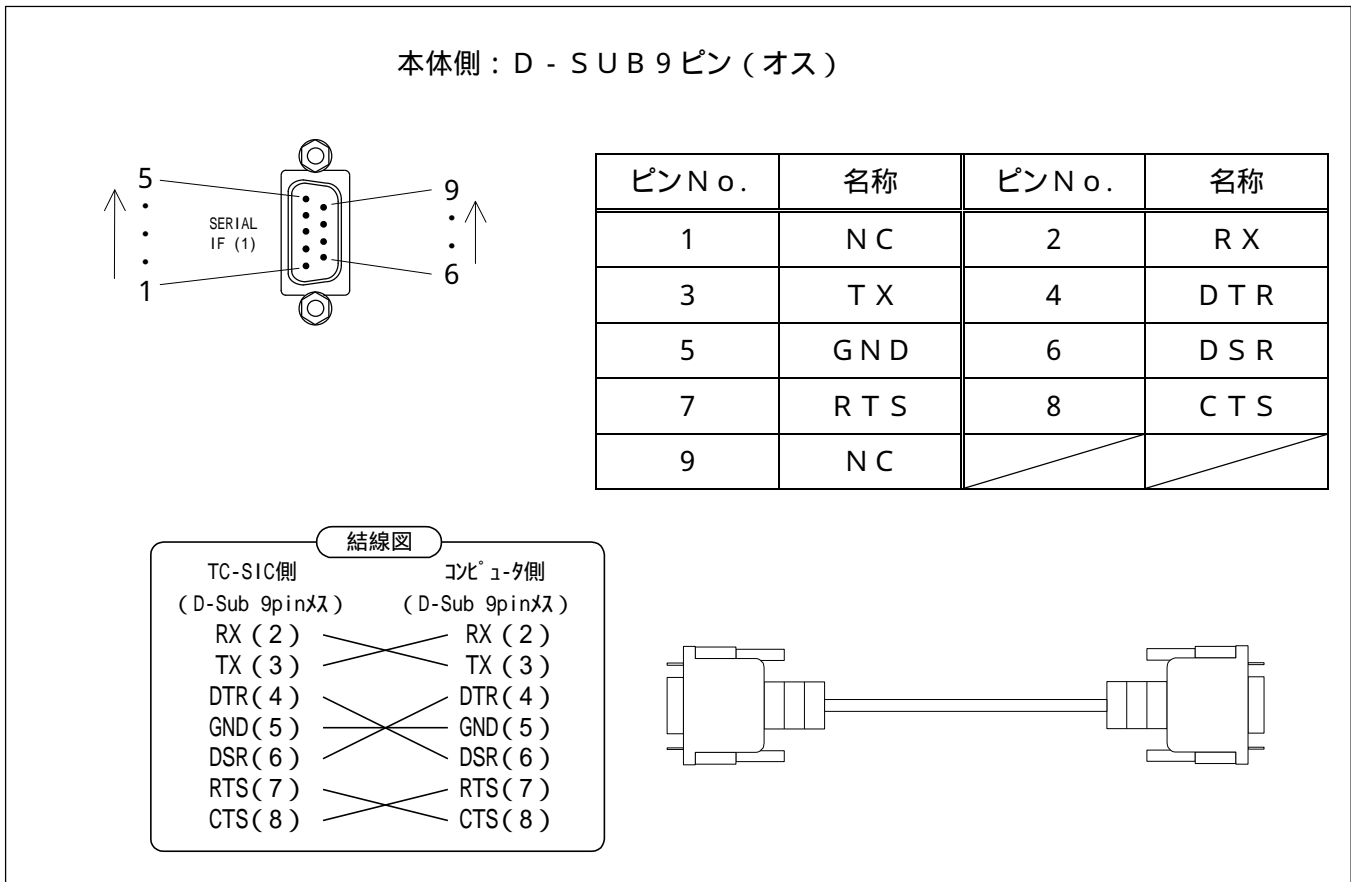 本体側：D-SUB9ピン(オス)
5
9
SERIAL
IF (1)
1
6
ピンNo. 名称 ピンNo. 名称
1 NC 2 RX
3 TX 4 DTR
5 GND 6 DSR
7 RTS 8 CTS
9 NC
結線図
TC-SIC側 ｺﾝﾋﾟｭｰﾀ側
(D-Sub 9pinﾒｽ) (D-Sub 9pinﾒｽ)
RX(2) RX(2)
TX(3) TX(3)
DTR(4) DTR(4)
GND(5) GND(5)
DSR(6) DSR(6)
RTS(7) RTS(7)
CTS(8) CTS(8)